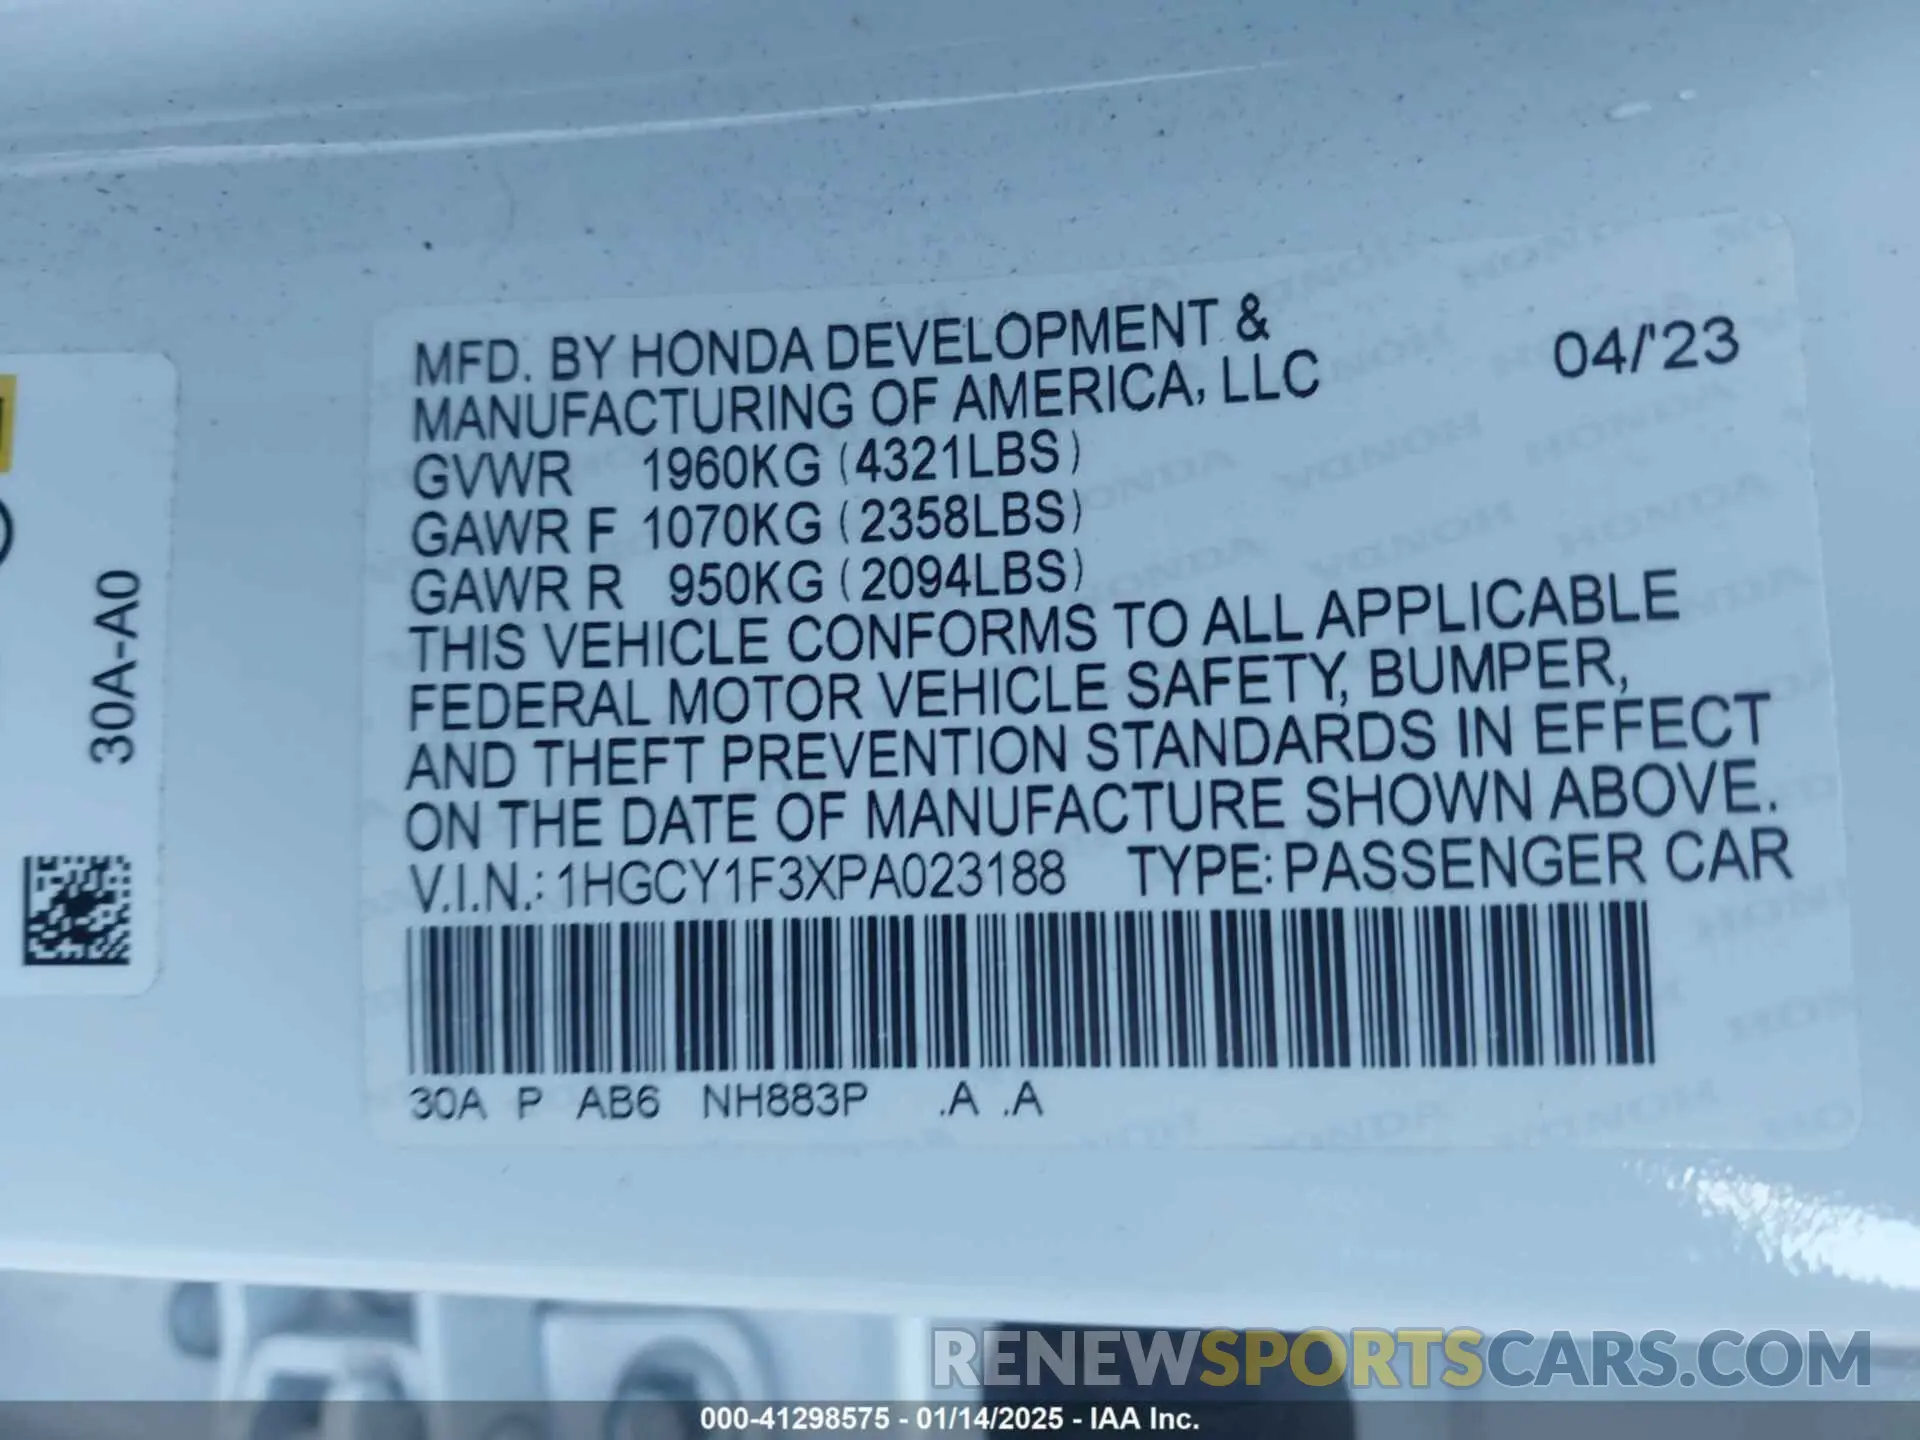 MFD. BY HONDA DEVELOPMENT &
MANUFACTURING OF AMERICA, LLC
04/'23
GVWR 1960KG (4321LBS)
GAWR F 1070KG (2358LBS)
GAWR R 950KG (2094LBS)
THIS VEHICLE CONFORMS TO ALL APPLICABLE
FEDERAL MOTOR VEHICLE SAFETY, BUMPER,
AND THEFT PREVENTION STANDARDS IN EFFECT
ON THE DATE OF MANUFACTURE SHOWN ABOVE.
V.I.N.: 1HGCY1F3XPA023188 TYPE: PASSENGER CAR
30A P AB6 NH883P .A .A
30A-A0
RENEWSPORTSCARS.COM
000-41298575 - 01/14/2025 - IAA Inc.